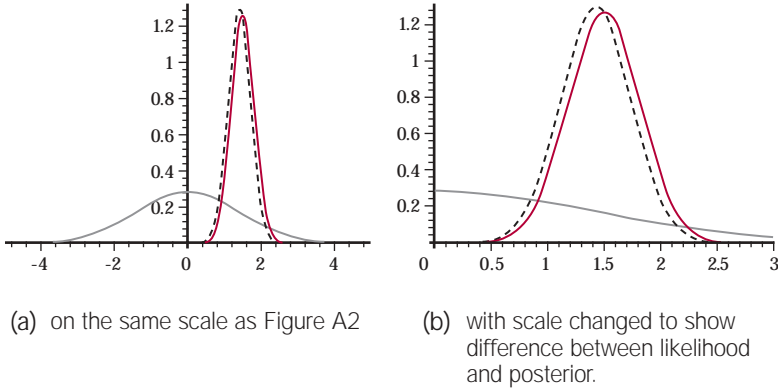 1.2
1
0.8
0.6
0.4
0.2
-4 -2 0 2 4
(a) on the same scale as Figure A2
1.2
1
0.8
0.6
0.4
0.2
0 0.5 1 1.5 2 2.5 3
(b) with scale changed to show
difference between likelihood
and posterior.